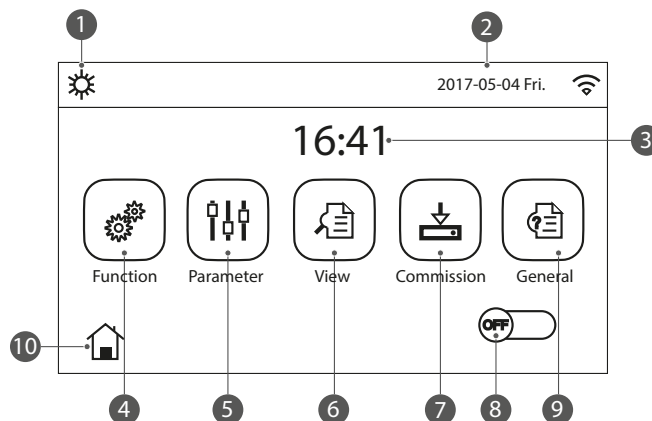 1
2
2017-05-04 Fri.
16:41
3
?
Function
Parameter
View
Commission
General
10
OFF
4
5
6
7
8
9